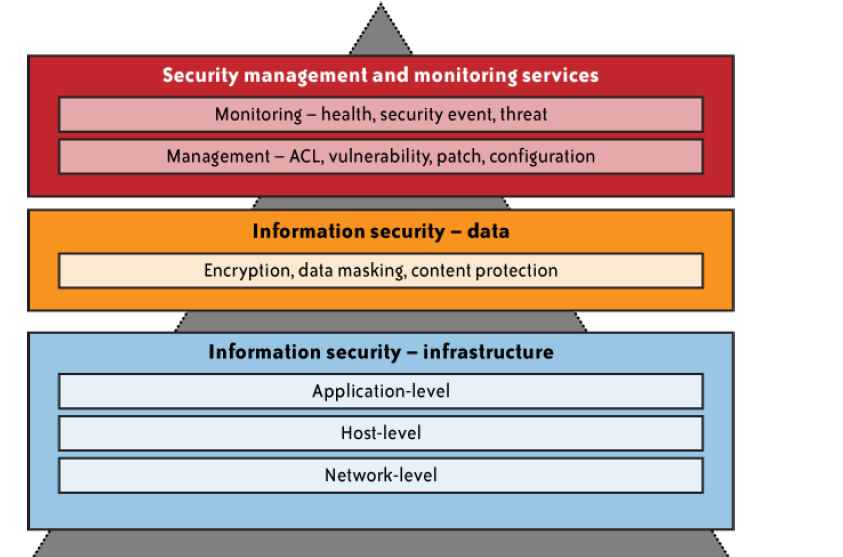 Security management and monitoring services
Monitoring – health, security event, threat
Management – ACL, vulnerability, patch, configuration
Information security – data
Encryption, data masking, content protection
Information security – infrastructure
Application-level
Host-level
Network-level